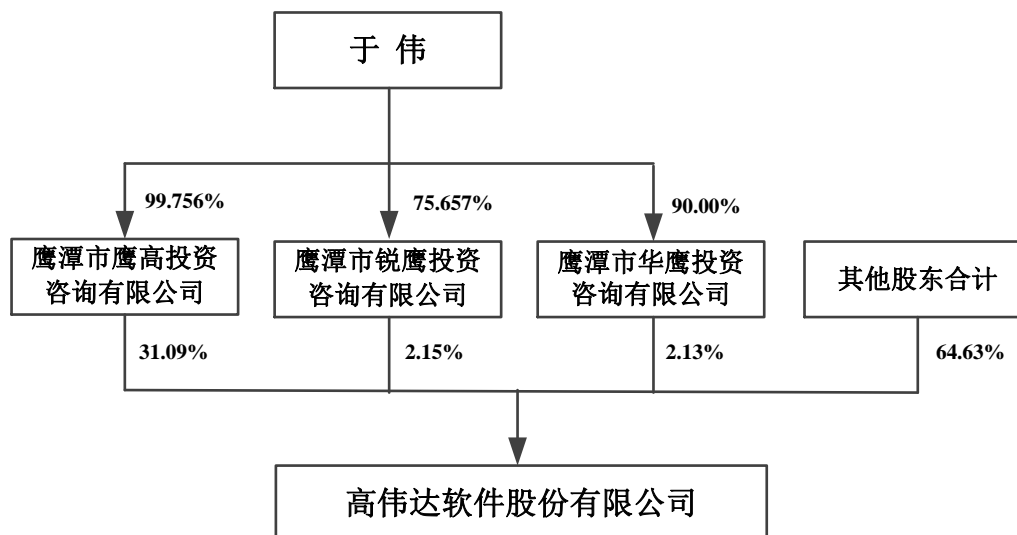 于 伟
99.756%
75.657%
90.00%
鹰潭市鹰高投资
咨询有限公司
鹰潭市锐鹰投资
咨询有限公司
鹰潭市华鹰投资
咨询有限公司
其他股东合计
31.09%
2.15%
2.13%
64.63%
高伟达软件股份有限公司